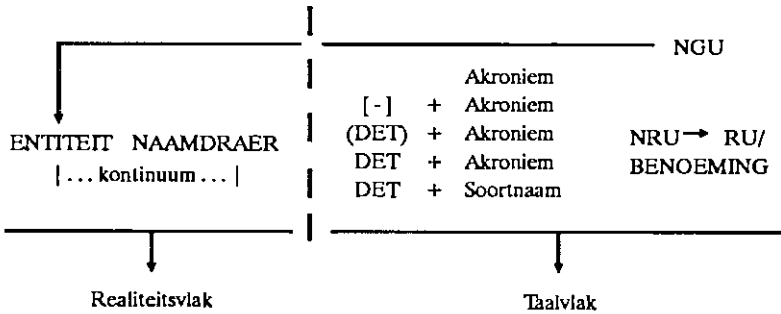 NGU
Akroniem
[-] + Akroniem
(DET) + Akroniem
ENTITEIT NAAMDRAER
DET + Akroniem
NRU → RU/
|... kontinuum ...|
DET + Soortnaam
BENOEMING
Realiteitsvlak
Taalvlak